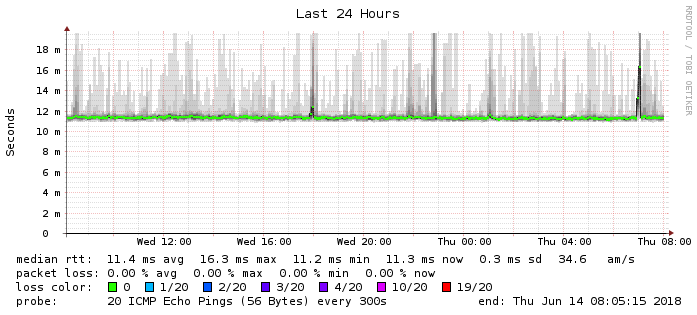 Last 24 Hours
RRDTOOL / TOBI OETIKER
Seconds
18 m
16 m
14 m
12 m
10 m
8 m
6 m
4 m
2 m
0
Wed 12:00 Wed 16:00 Wed 20:00 Thu 00:00 Thu 04:00 Thu 08:00
median rtt: 11.4 ms avg 16.3 ms max 11.2 ms min 11.3 ms now 0.3 ms sd 34.6 am/s
packet loss: 0.00 % avg 0.00 % max 0.00 % min 0.00 % now
loss color: 0 1/20 2/20 3/20 4/20 10/20 19/20
probe: 20 ICMP Echo Pings (56 Bytes) every 300s end: Thu Jun 14 08:05:15 2018